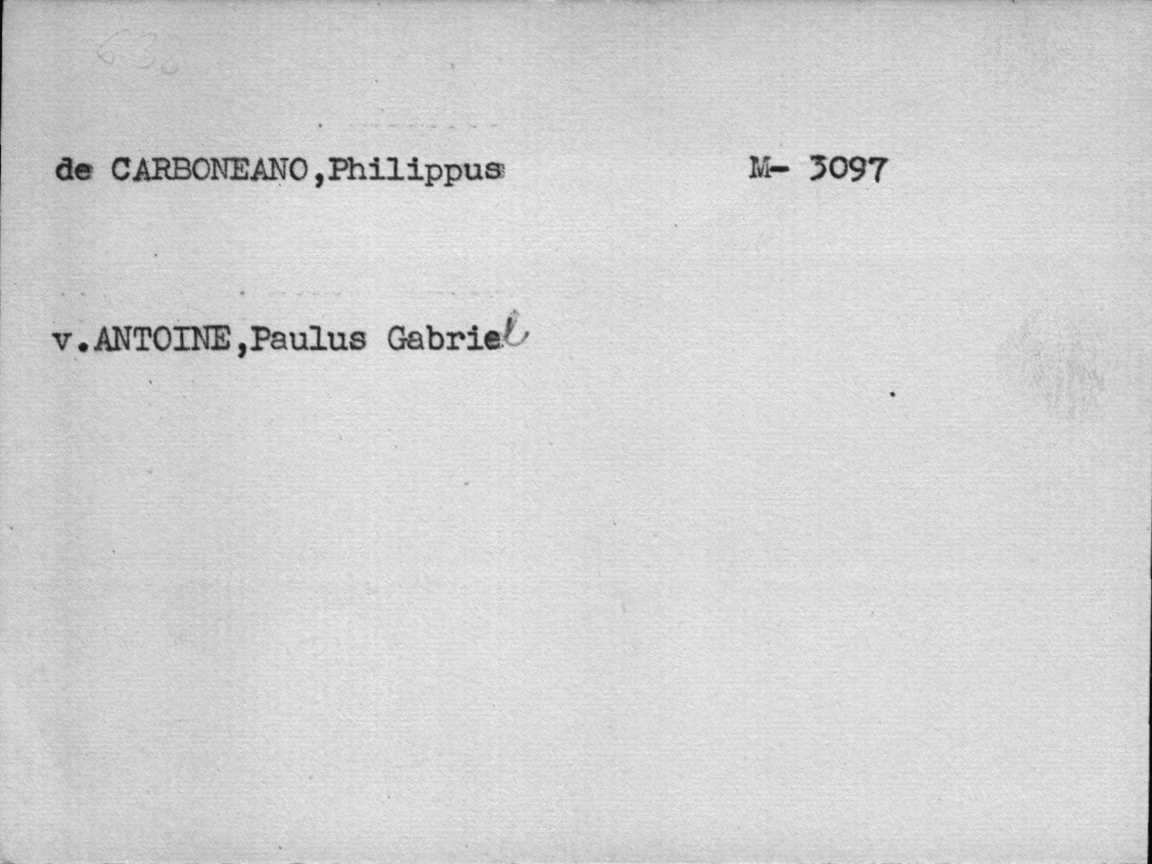 de CARBONEANO,Philippus M- 3097
v.ANTOINE,Paulus Gabriel